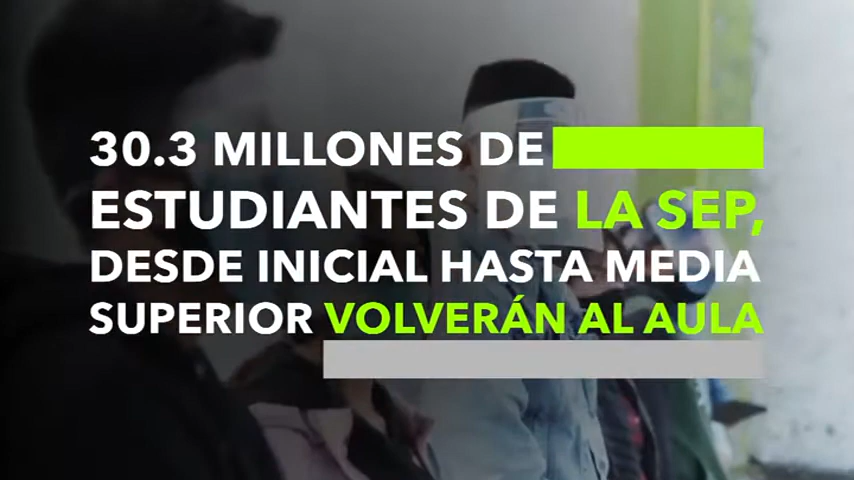 30.3 MILLONES DE
ESTUDIANTES DE LA SEP,
DESDE INICIAL HASTA MEDIA
SUPERIOR VOLVERÁN AL AULA